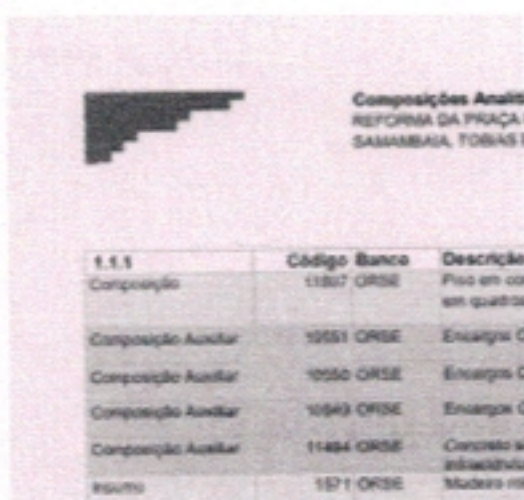 Composições Analít
REFORMA DA PRAÇA
SAMAMBAIA, TOBIAS
1.1.1 Código Banco Descrição
Composição 11807 ORSE Piso em
em
Composição Auxiliar 10551 ORSE Encargos
Composição Auxiliar 10550 ORSE Encargos
Composição Auxiliar 10549 ORSE Encargos
Composição Auxiliar 11484 ORSE Concreto
Insumo 1571 ORSE Madeira